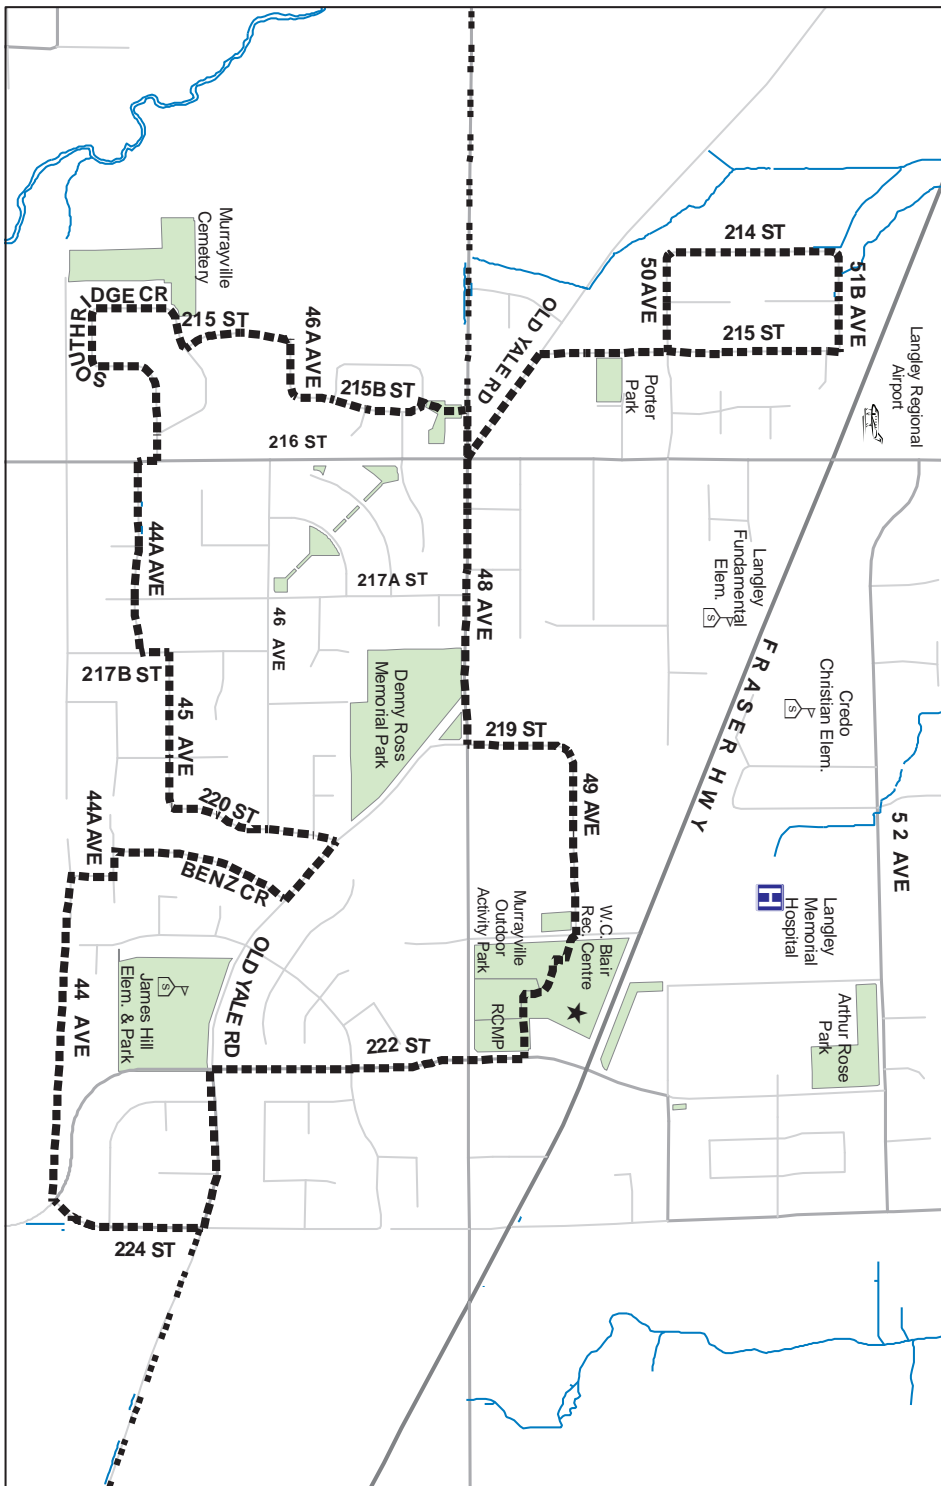 214 ST
51B AVE
50 AVE
215 ST
OLD YALE RD
Langley Regional
Airport
Porter
Park
Murrayville
Cemetery
SOUTHRIDGE CR
215 ST
46A AVE
215B ST
216 ST
44A AVE
217A ST
46 AVE
48 AVE
Langley
Fundamental
Elem.
S
FRASER HWY
Credo
Christian Elem.
S
217B ST
45 AVE
Denny Ross
Memorial Park
219 ST
49 AVE
52 AVE
220 ST
44A AVE
BENZ CR
H
Langley
Memorial
Hospital
W.C. Blair
Rec. Centre
Murrayville
Outdoor
Activity Park
RCMP
OLD YALE RD
James Hill
Elem. & Park
S
44 AVE
222 ST
Arthur Rose
Park
224 ST